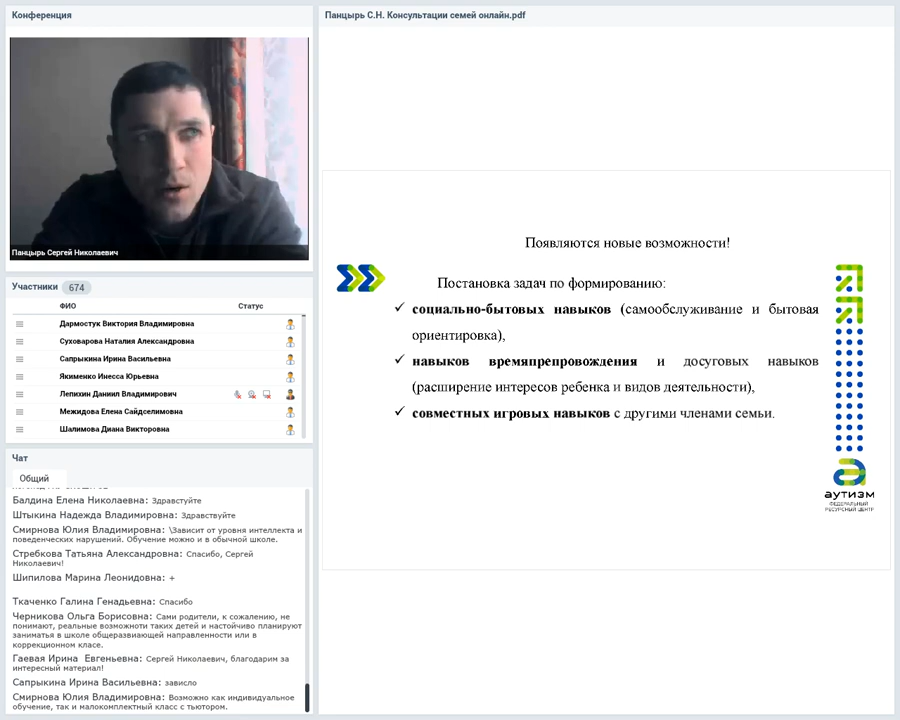 Конференция
Панцырь Сергей Николаевич
Участники 674
ФИО Статус
Дармостук Виктория Владимировна
Суховарова Наталия Александровна
Сапрыкина Ирина Васильевна
Якименко Инесса Юрьевна
Лепихин Даниил Владимирович
Межидова Елена Сайдселимовна
Шалимова Диана Викторовна
Чат
Общий
Балдина Елена Николаевна: Здрастуйте
Штыкина Надежда Владимировна: Здравствуйте
Смирнова Юлия Владимировна: \Зависит от уровня интеллекта и
поведенческих нарушений. Обучение можно и в обычной школе.
Стребкова Татьяна Александровна: Спасибо, Сергей
Николаевич!
Шипилова Марина Леонидовна: +
Ткаченко Галина Генадьевна: Спасибо
Черникова Ольга Борисовна: Сами родители, к сожалению, не
понимают, реальные возможноти таких детей и настойчиво планируют
заниматьа в школе общеразвиающей направленности или в
коррекционном класе.
Гаевая Ирина Евгеньевна: Сергей Николаевич, благодарим за
интересный материал!
Сапрыкина Ирина Васильевна: зависло
Смирнова Юлия Владимировна: Возможно как индивидуальное
обучение, так и малокомплектный класс с тьютором.
Панцырь С.Н. Консультации семей онлайн.pdf
Появляются новые возможности!
Постановка задач по формированию:
✓ социально-бытовых навыков (самообслуживание и бытовая
ориентировка),
✓ навыков времяпрепровождения и досуговых навыков
(расширение интересов ребенка и видов деятельности),
✓ совместных игровых навыков с другими членами семьи.
аутизм
ФЕДЕРАЛЬНЫЙ
РЕСУРСНЫЙ ЦЕНТР